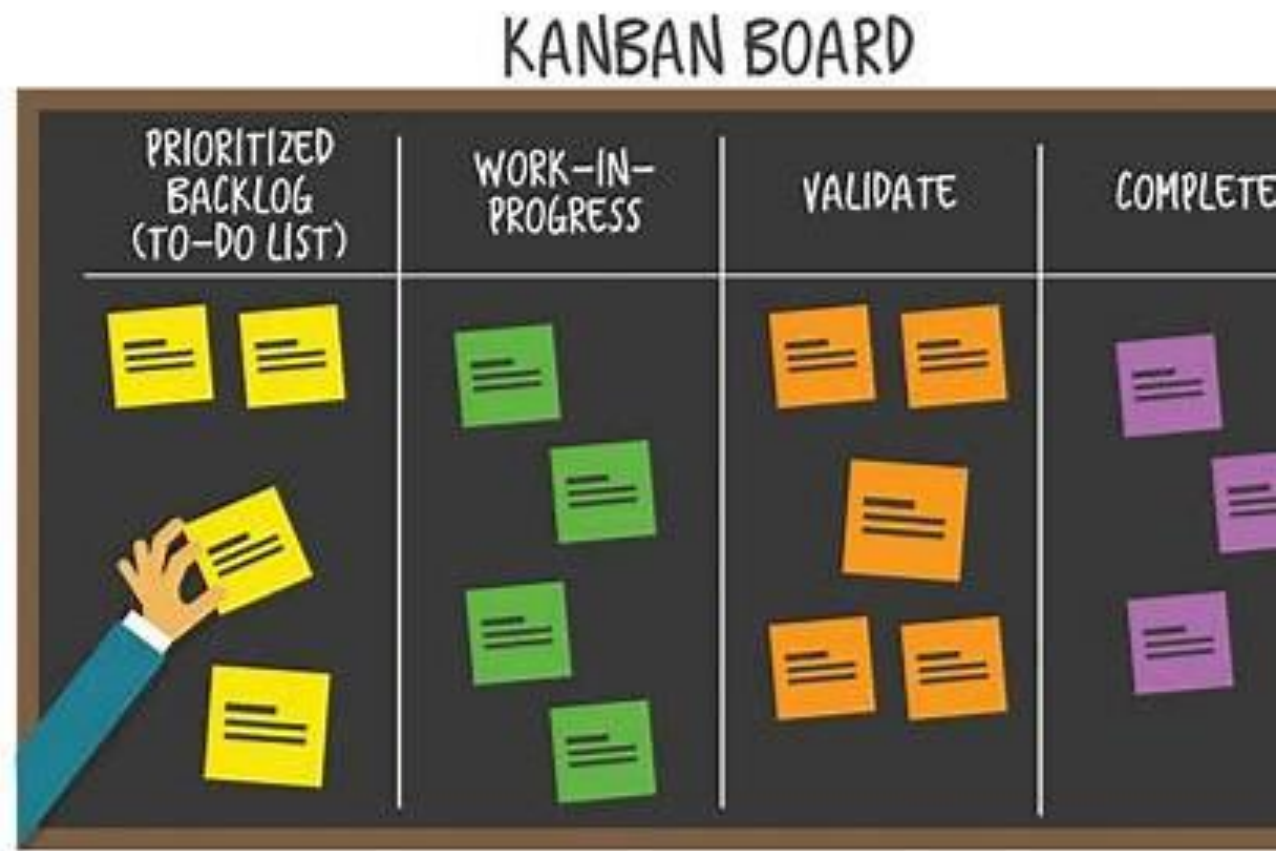 KANBAN BOARD
PRIORITIZED
BACKLOG
(TO-DO LIST)
WORK-IN-
PROGRESS
VALIDATE
COMPLETE